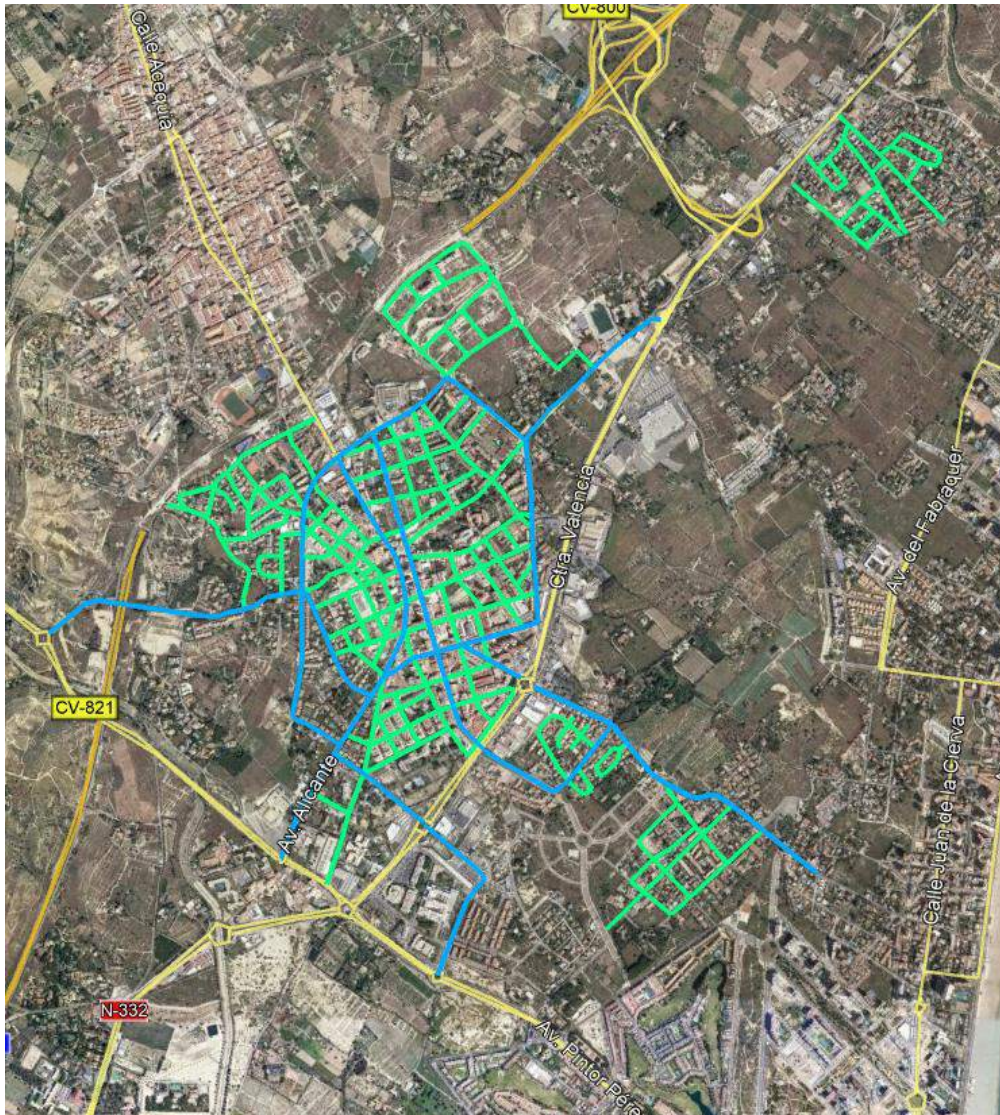 CV-800
Calle Acequia
Av. del Fabraquer
Ctra. Valencia
CV-821
Calle Juan de la Cierva
Av. Alicante
N-332
Av. Pintor Pére